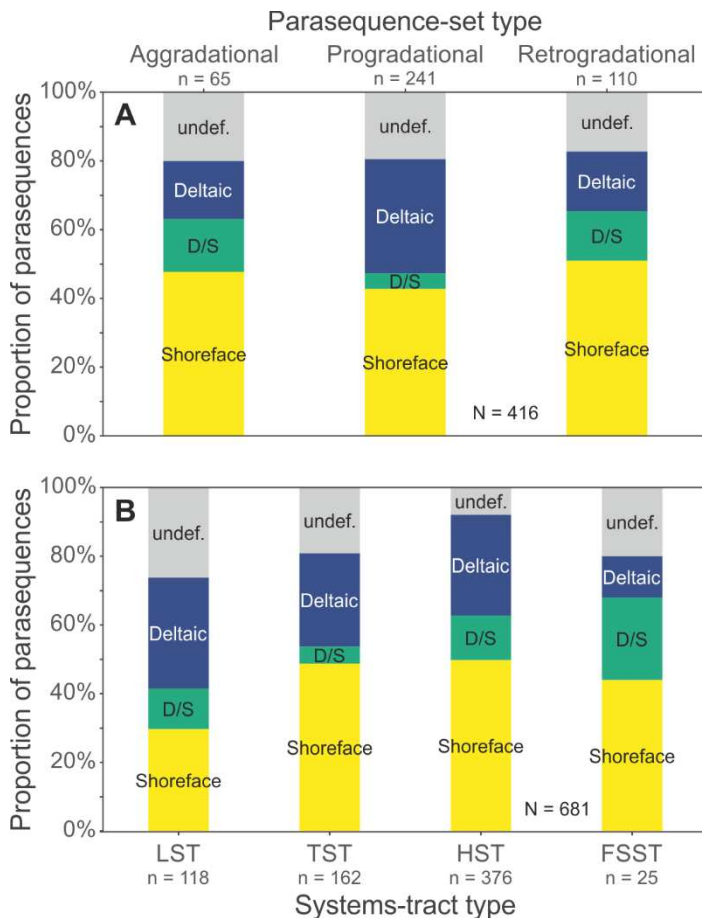 Parasequence-set type
Aggradational Progradational Retrogradational
n = 65 n = 241 n = 110
100%
A
undef. undef. undef.
80%
Deltaic Deltaic Deltaic
60%
D/S D/S D/S
40%
Shoreface Shoreface Shoreface
20%
N = 416
0%
Proportion of parasequences
100%
B
undef. undef. undef. undef.
80%
Deltaic Deltaic Deltaic Deltaic
60%
D/S D/S D/S D/S
40%
Shoreface Shoreface Shoreface Shoreface
20%
N = 681
0%
Proportion of parasequences
LST TST HST FSST
n = 118 n = 162 n = 376 n = 25
Systems-tract type